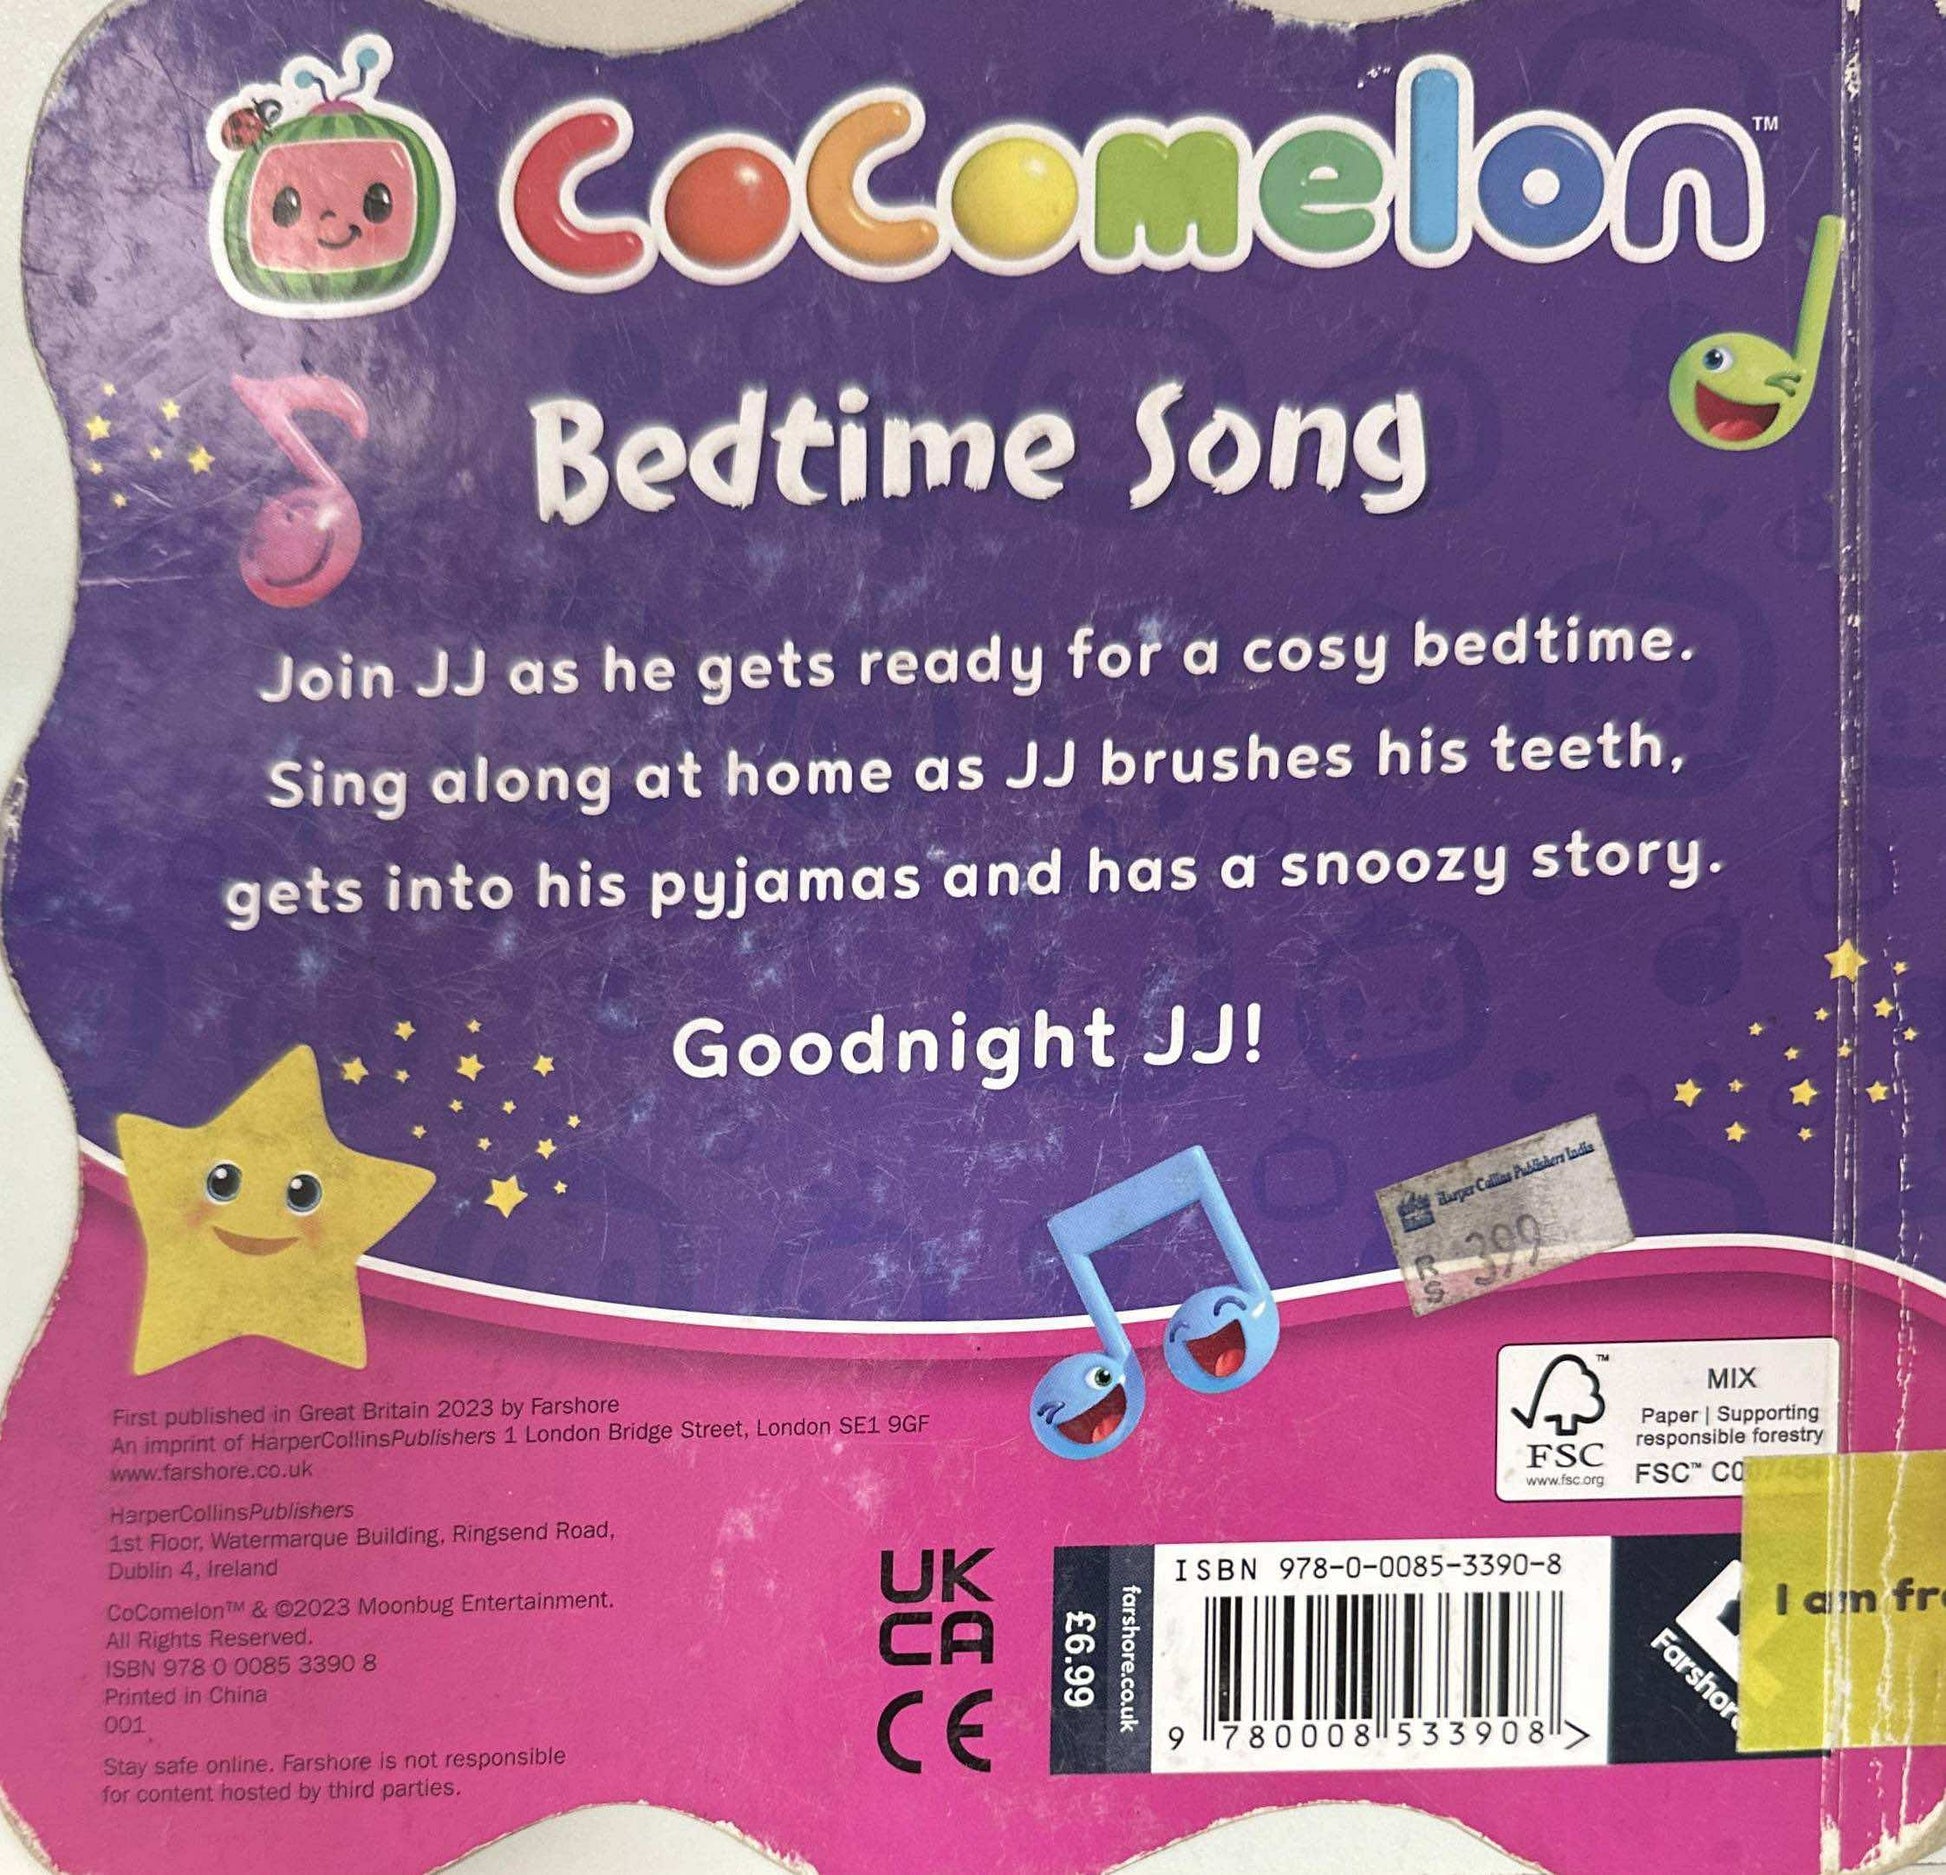 CoComelon™
Bedtime Song
Join JJ as he gets ready for a cosy bedtime.
Sing along at home as JJ brushes his teeth,
gets into his pyjamas and has a snoozy story.
Goodnight JJ!
Harper Collins Publishers India
RS 399
First published in Great Britain 2023 by Farshore
An imprint of HarperCollinsPublishers 1 London Bridge Street, London SE1 9GF
www.farshore.co.uk
HarperCollinsPublishers
1st Floor, Watermarque Building, Ringsend Road,
Dublin 4, Ireland
CoComelon™ & ©2023 Moonbug Entertainment.
All Rights Reserved.
ISBN 978 0 0085 3390 8
Printed in China
001
Stay safe online. Farshore is not responsible
for content hosted by third parties.
UK
CA
CE
£6.99
farshore.co.uk
ISBN 978-0-0085-3390-8
9 780008 533908 >
FSC™
www.fsc.org
MIX
Paper | Supporting
responsible forestry
FSC™
Farshore
I am